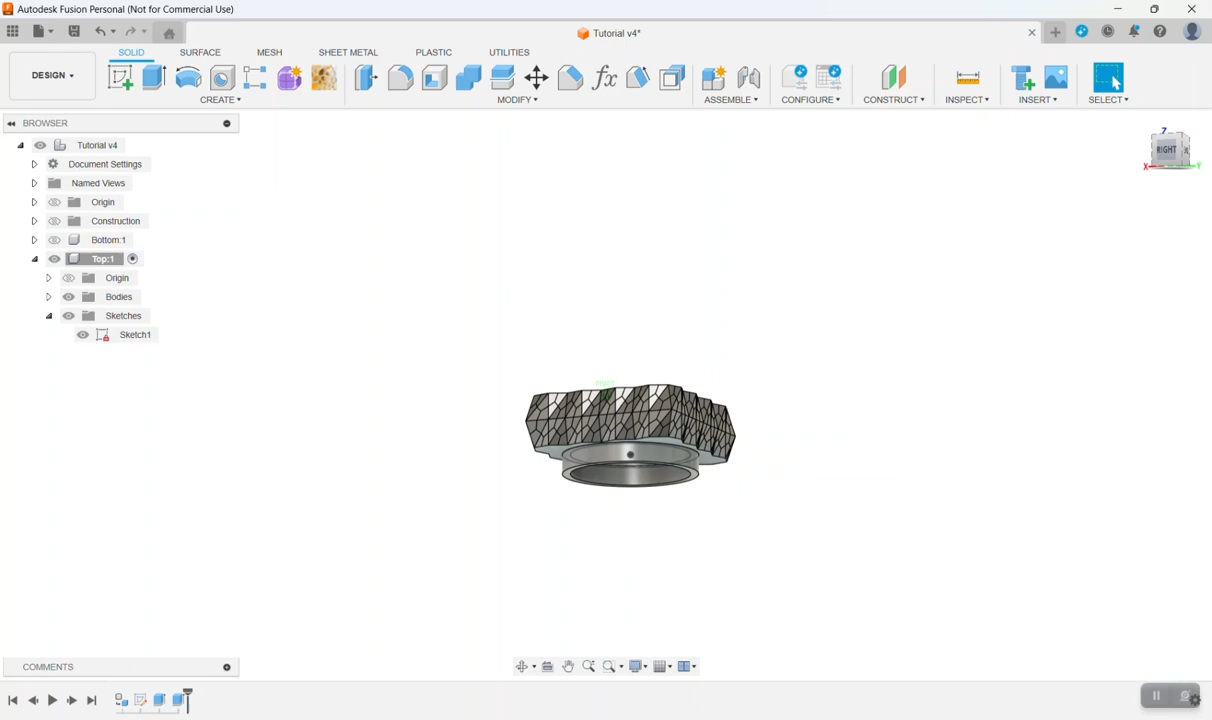 Autodesk Fusion Personal (Not for Commercial Use)
Tutorial v4*
DESIGN
SOLID
SURFACE
MESH
SHEET METAL
PLASTIC
UTILITIES
CREATE
MODIFY
ASSEMBLE
CONFIGURE
CONSTRUCT
INSPECT
INSERT
SELECT
BROWSER
Tutorial v4
Document Settings
Named Views
Origin
Construction
Bottom:1
Top:1
Origin
Bodies
Sketches
Sketch1
Z
RIGHT
X
Y
COMMENTS